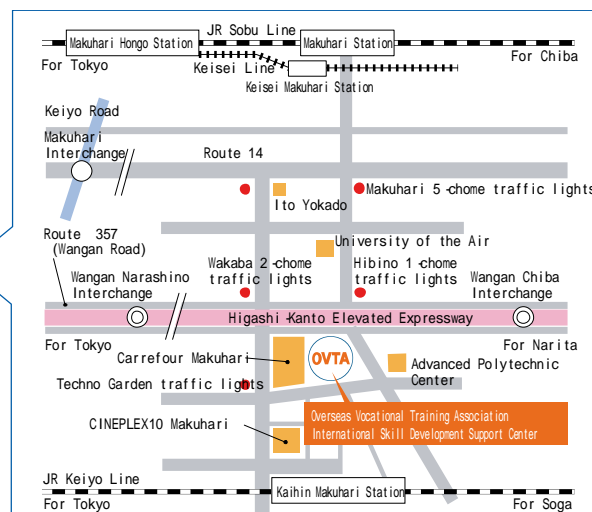 JR Sobu Line
Makuhari Hongo Station
Makuhari Station
For Tokyo
For Chiba
Keisei Line
Keisei Makuhari Station
Keiyo Road
Makuhari
Interchange
Route 14
Makuhari 5-chome traffic lights
Ito Yokado
Route 357
(Wangan Road)
University of the Air
Wakaba 2-chome
traffic lights
Hibino 1-chome
traffic lights
Wangan Narashino
Interchange
Wangan Chiba
Interchange
Higashi-Kanto Elevated Expressway
For Tokyo
For Narita
Carrefour Makuhari
OVTA
Advanced Polytechnic
Center
Techno Garden traffic lights
Overseas Vocational Training Association
International Skill Development Support Center
CINEPLEX10 Makuhari
JR Keiyo Line
Kaihin Makuhari Station
For Tokyo
For Soga